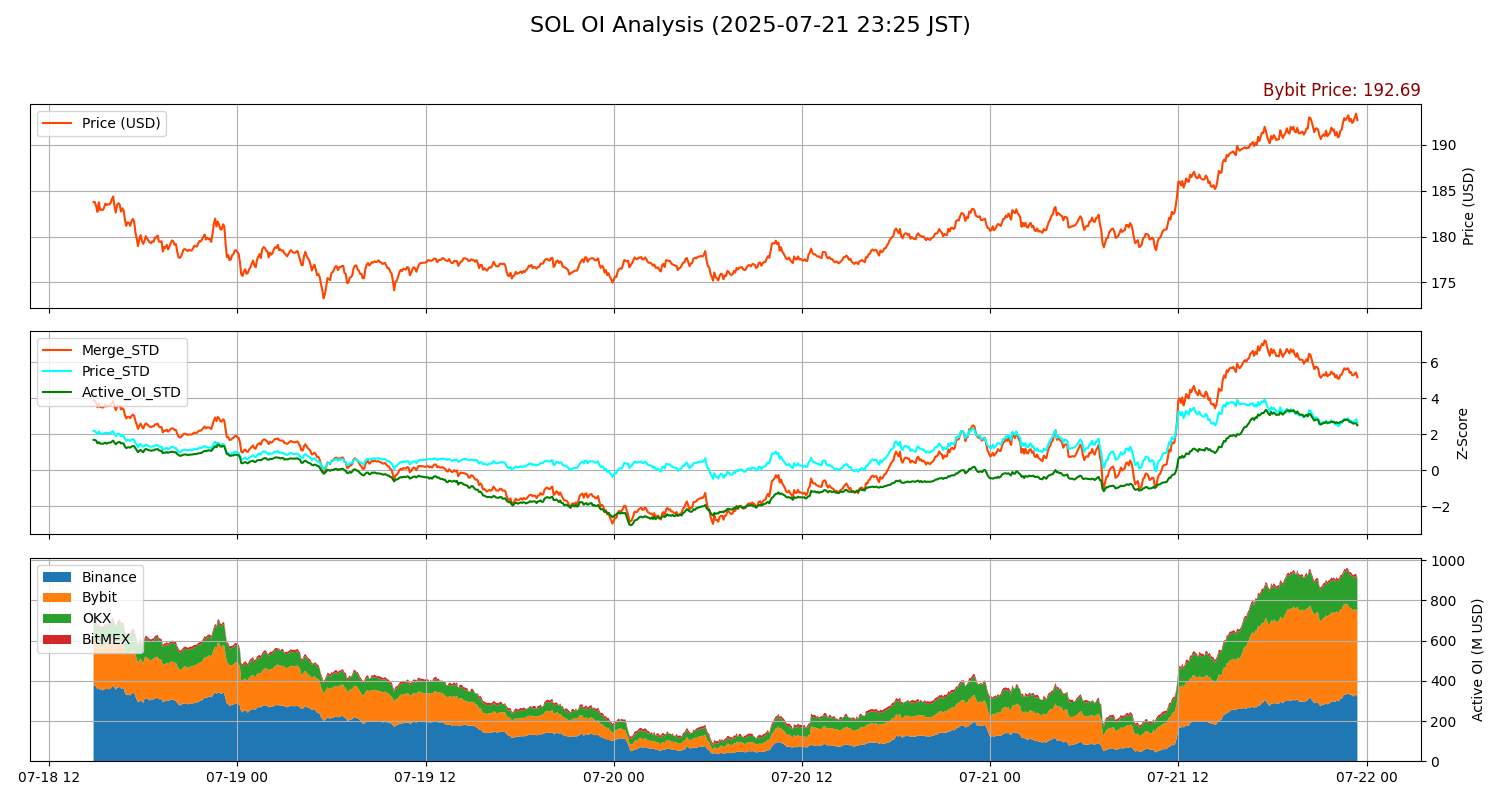 SOL OI Analysis (2025-07-21 23:25 JST)
Bybit Price: 192.69
Price (USD)
190
185
180
175
Price (USD)
Merge_STD
Price_STD
Active_OI_STD
6
4
2
0
−2
Z-Score
Binance
Bybit
OKX
BitMEX
1000
800
600
400
200
0
Active OI (M USD)
07-18 12
07-19 00
07-19 12
07-20 00
07-20 12
07-21 00
07-21 12
07-22 00